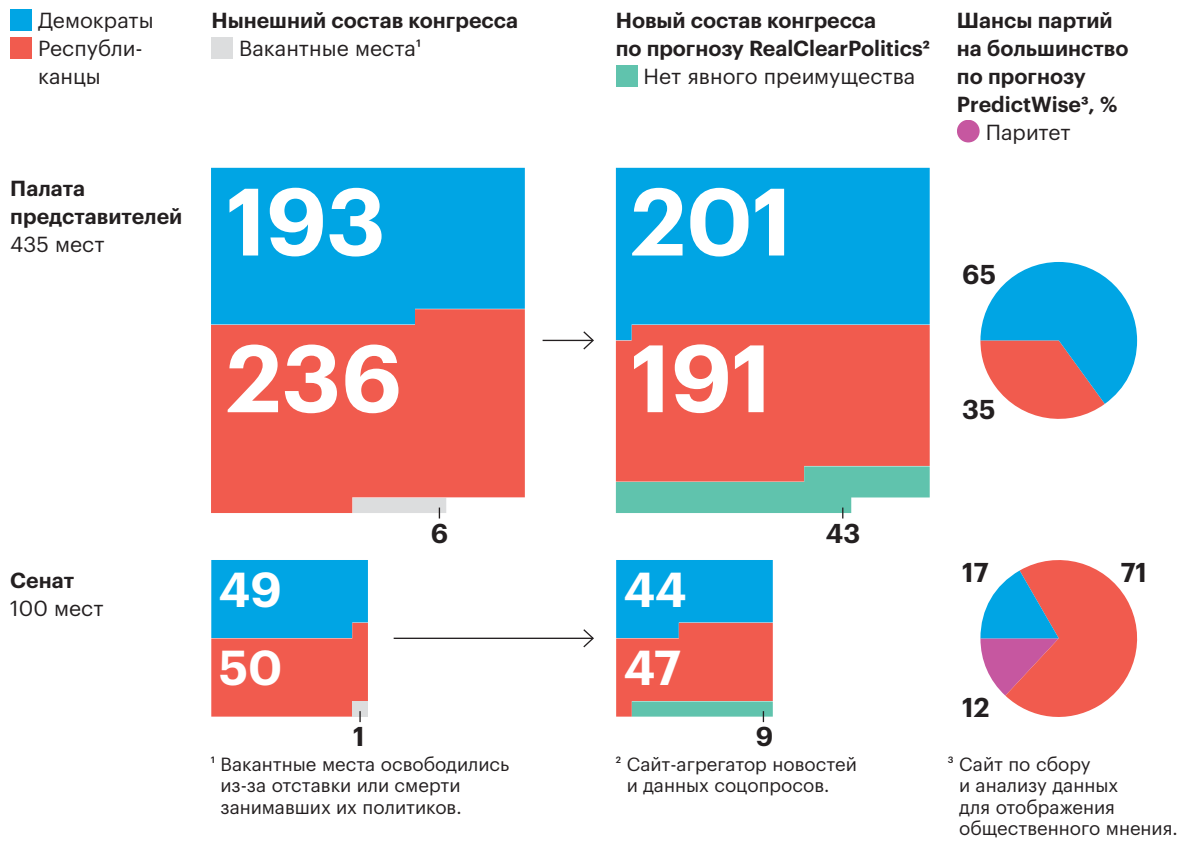 Демократы
Республи-
канцы
Нынешний состав конгресса
Вакантные места¹
Новый состав конгресса
по прогнозу RealClearPolitics²
Нет явного преимущества
Шансы партий
на большинство
по прогнозу
PredictWise³, %
Паритет
Палата
представителей
435 мест
193
236
6
201
191
43
65
35
Сенат
100 мест
49
50
1
44
47
9
17
71
12
¹ Вакантные места освободились
из-за отставки или смерти
занимавших их политиков.
² Сайт-агрегатор новостей
и данных соцопросов.
³ Сайт по сбору
и анализу данных
для отображения
общественного мнения.